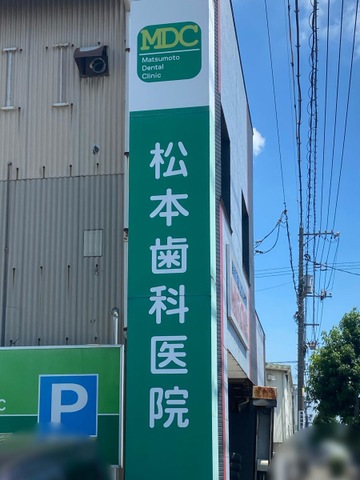 MDC
Matsumoto
Dental
Clinic
松本歯科医院
P